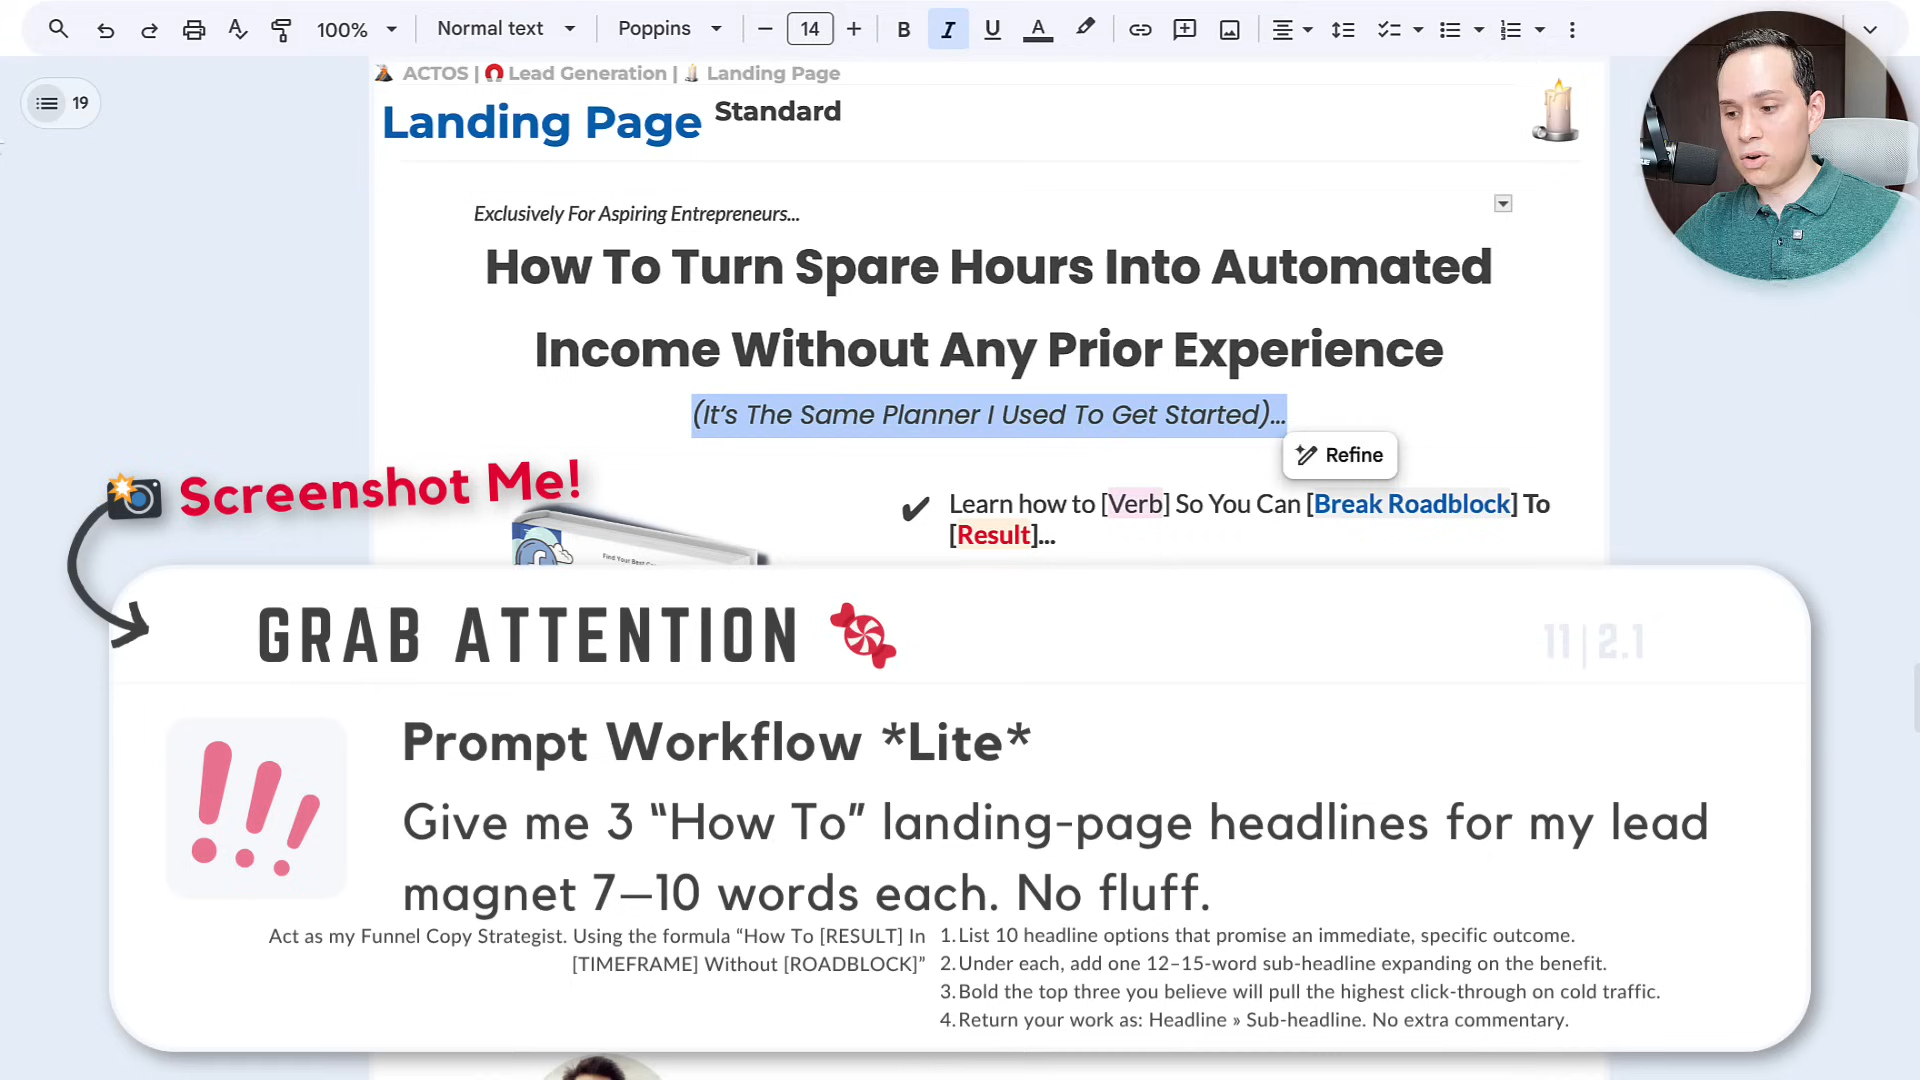 100%
Normal text
Poppins
14
B
I
U
A
19
ACTOS | Lead Generation | Landing Page
Landing Page Standard
Exclusively For Aspiring Entrepreneurs...
How To Turn Spare Hours Into Automated
Income Without Any Prior Experience
(It’s The Same Planner I Used To Get Started)...
Refine
Screenshot Me!
✔ Learn how to [Verb] So You Can [Break Roadblock] To
[Result]...
GRAB ATTENTION
11|2.1
Prompt Workflow *Lite*
Give me 3 “How To” landing-page headlines for my lead
magnet 7–10 words each. No fluff.
Act as my Funnel Copy Strategist. Using the formula “How To [RESULT] In
[TIMEFRAME] Without [ROADBLOCK]”
1. List 10 headline options that promise an immediate, specific outcome.
2. Under each, add one 12–15-word sub-headline expanding on the benefit.
3. Bold the top three you believe will pull the highest click-through on cold traffic.
4. Return your work as: Headline » Sub-headline. No extra commentary.